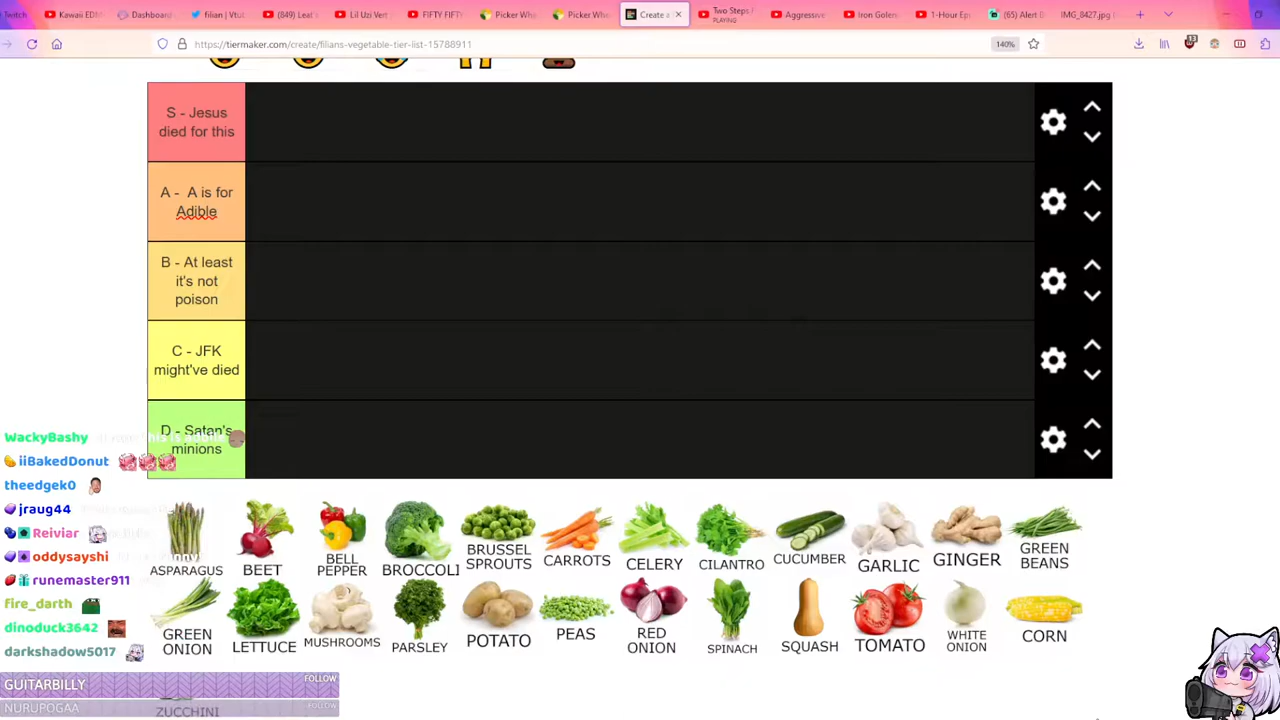 Twitch
Kawaii EDM
Dashboard
filian | Vtut
(849) Leat's
Lil Uzi Vert
FIFTY FIFTY
Picker Whe
Picker Whe
Create a
Two Steps
PLAYING
Aggressive
Iron Golem
1-Hour Ep
(65) Alert
IMG_8427.jpg (
https://tiermaker.com/create/filians-vegetable-tier-list-15788911
140%
13
S - Jesus
died for this
A - A is for
Adible
B - At least
it's not
poison
C - JFK
might've died
D - Satan's
minions
WackyBashy
iiBakedDonut
theedgek0
jraug44
Reiviar
oddysayshi
runemaster911
fire_darth
dinoduck3642
darkshadow5017
ASPARAGUS
BEET
BELL
PEPPER
BROCCOLI
BRUSSEL
SPROUTS
CARROTS
CELERY
CILANTRO
CUCUMBER
GARLIC
GINGER
GREEN
BEANS
GREEN
ONION
LETTUCE
MUSHROOMS
PARSLEY
POTATO
PEAS
RED
ONION
SPINACH
SQUASH
TOMATO
WHITE
ONION
CORN
GUITARBILLY
FOLLOW
NURUPOGAA
FOLLOW
ZUCCHINI